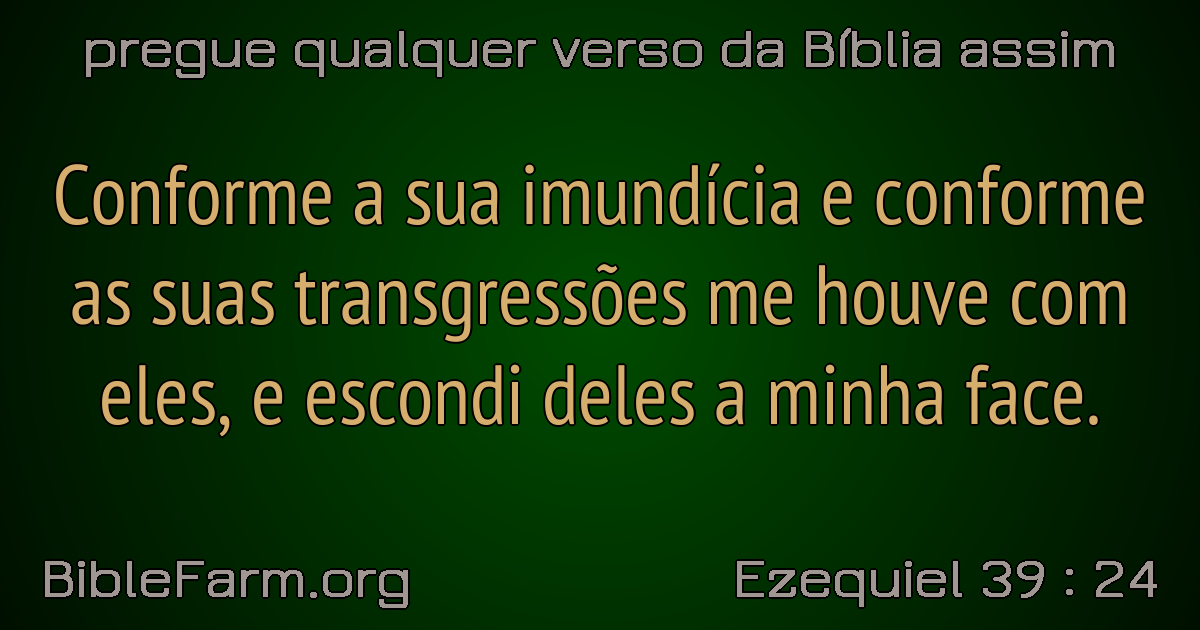 pregue qualquer verso da Bíblia assim
Conforme a sua imundícia e conforme
as suas transgressões me houve com
eles, e escondi deles a minha face.
BibleFarm.org
Ezequiel 39 : 24